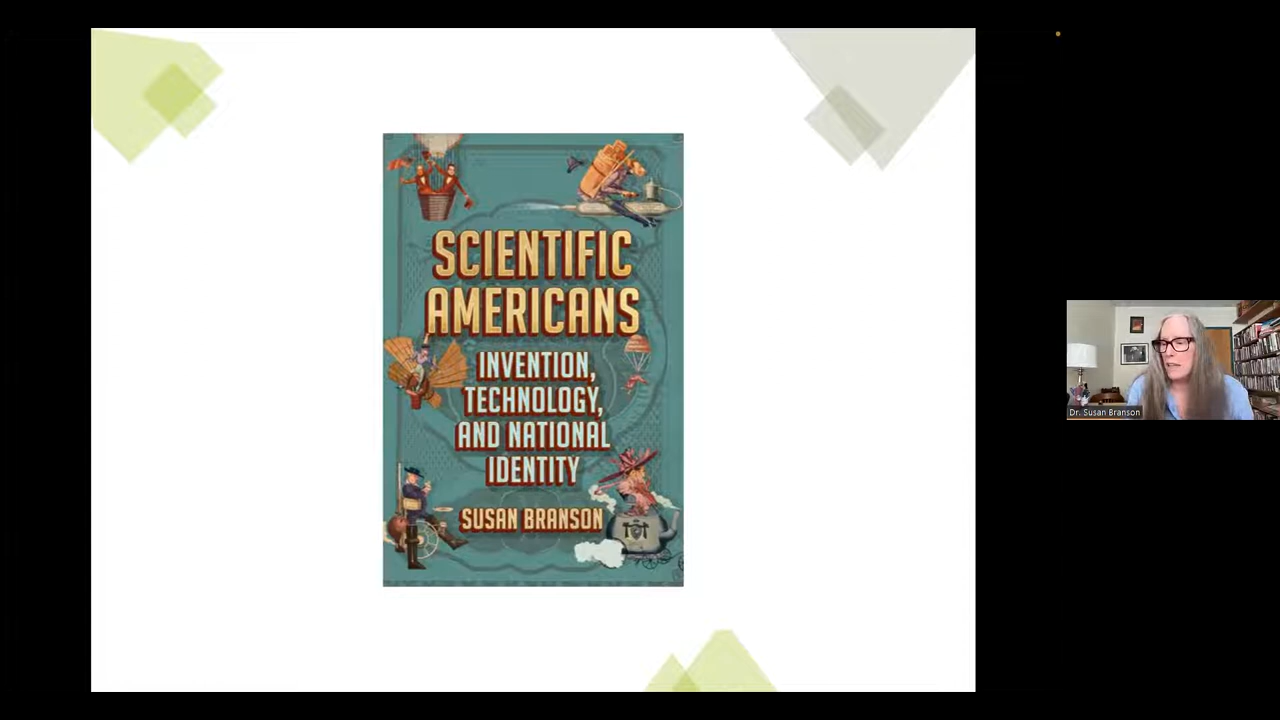 SCIENTIFIC
AMERICANS
INVENTION,
TECHNOLOGY,
AND NATIONAL
IDENTITY
SUSAN BRANSON
Dr. Susan Branson